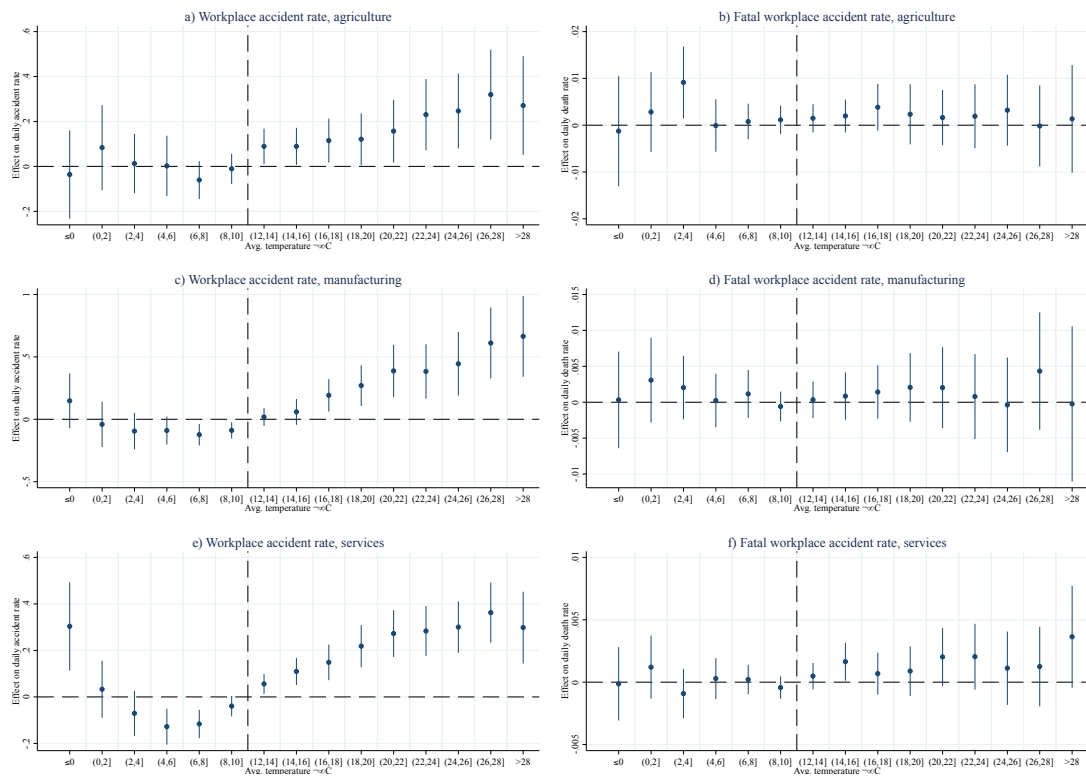 a) Workplace accident rate, agriculture
Effect on daily accident rate
.6
.4
.2
0
-.2
≤0 (0,2] (2,4] (4,6] (6,8] (8,10] (12,14] (14,16] (16,18] (18,20] (20,22] (22,24] (24,26] (26,28] >28
Avg. temperature ¬∞C
b) Fatal workplace accident rate, agriculture
Effect on daily death rate
.02
.01
0
-.01
-.02
≤0 (0,2] (2,4] (4,6] (6,8] (8,10] (12,14] (14,16] (16,18] (18,20] (20,22] (22,24] (24,26] (26,28] >28
Avg. temperature ¬∞C
c) Workplace accident rate, manufacturing
Effect on daily accident rate
1
.5
0
-.5
≤0 (0,2] (2,4] (4,6] (6,8] (8,10] (12,14] (14,16] (16,18] (18,20] (20,22] (22,24] (24,26] (26,28] >28
Avg. temperature ¬∞C
d) Fatal workplace accident rate, manufacturing
Effect on daily death rate
.015
.01
.005
0
-.005
-.01
≤0 (0,2] (2,4] (4,6] (6,8] (8,10] (12,14] (14,16] (16,18] (18,20] (20,22] (22,24] (24,26] (26,28] >28
Avg. temperature ¬∞C
e) Workplace accident rate, services
Effect on daily accident rate
.6
.4
.2
0
-.2
≤0 (0,2] (2,4] (4,6] (6,8] (8,10] (12,14] (14,16] (16,18] (18,20] (20,22] (22,24] (24,26] (26,28] >28
Avg. temperature ¬∞C
f) Fatal workplace accident rate, services
Effect on daily death rate
.01
.005
0
-.005
≤0 (0,2] (2,4] (4,6] (6,8] (8,10] (12,14] (14,16] (16,18] (18,20] (20,22] (22,24] (24,26] (26,28] >28
Avg. temperature ¬∞C